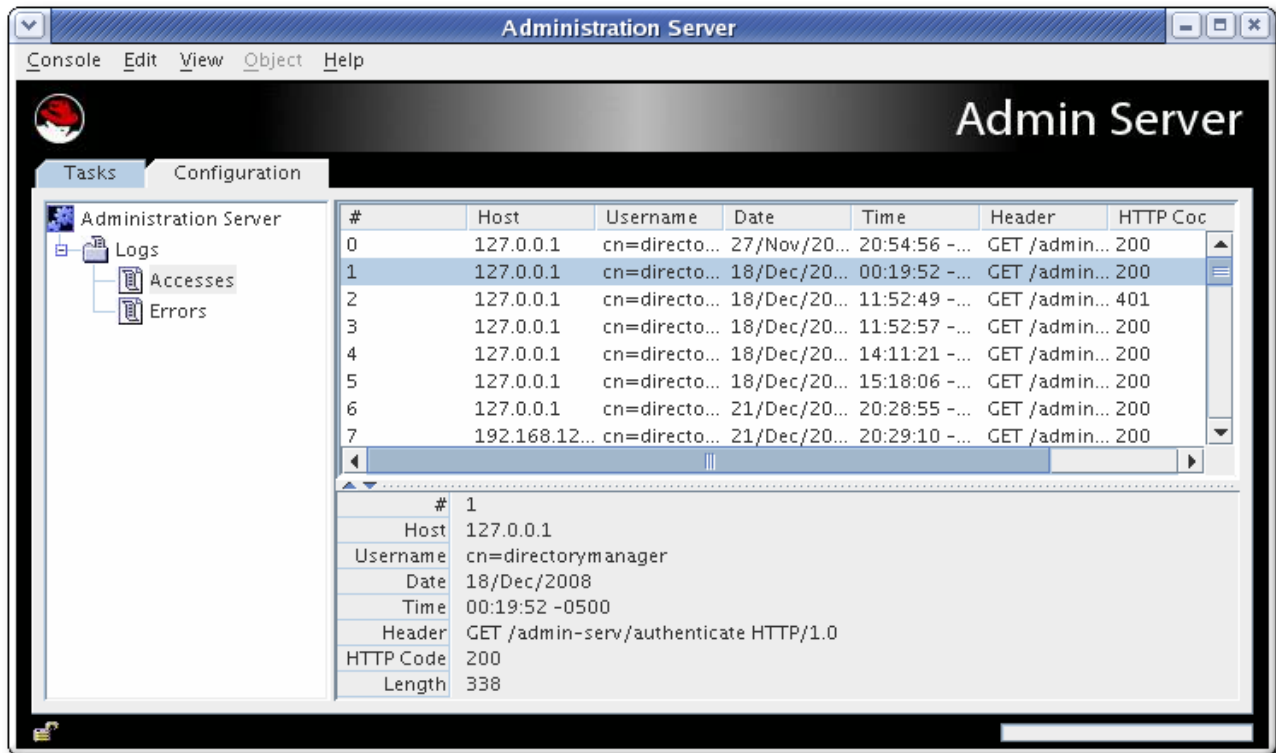 Administration Server
Console Edit View Object Help
Admin Server
Tasks Configuration
Administration Server
Logs
Accesses
Errors
# Host Username Date Time Header HTTP Coc
0 127.0.0.1 cn=directo... 27/Nov/20... 20:54:56 -... GET /admin... 200
1 127.0.0.1 cn=directo... 18/Dec/20... 00:19:52 -... GET /admin... 200
2 127.0.0.1 cn=directo... 18/Dec/20... 11:52:49 -... GET /admin... 401
3 127.0.0.1 cn=directo... 18/Dec/20... 11:52:57 -... GET /admin... 200
4 127.0.0.1 cn=directo... 18/Dec/20... 14:11:21 -... GET /admin... 200
5 127.0.0.1 cn=directo... 18/Dec/20... 15:18:06 -... GET /admin... 200
6 127.0.0.1 cn=directo... 21/Dec/20... 20:28:55 -... GET /admin... 200
7 192.168.12... cn=directo... 21/Dec/20... 20:29:10 -... GET /admin... 200
# 1
Host 127.0.0.1
Username cn=directorymanager
Date 18/Dec/2008
Time 00:19:52 -0500
Header GET /admin-serv/authenticate HTTP/1.0
HTTP Code 200
Length 338